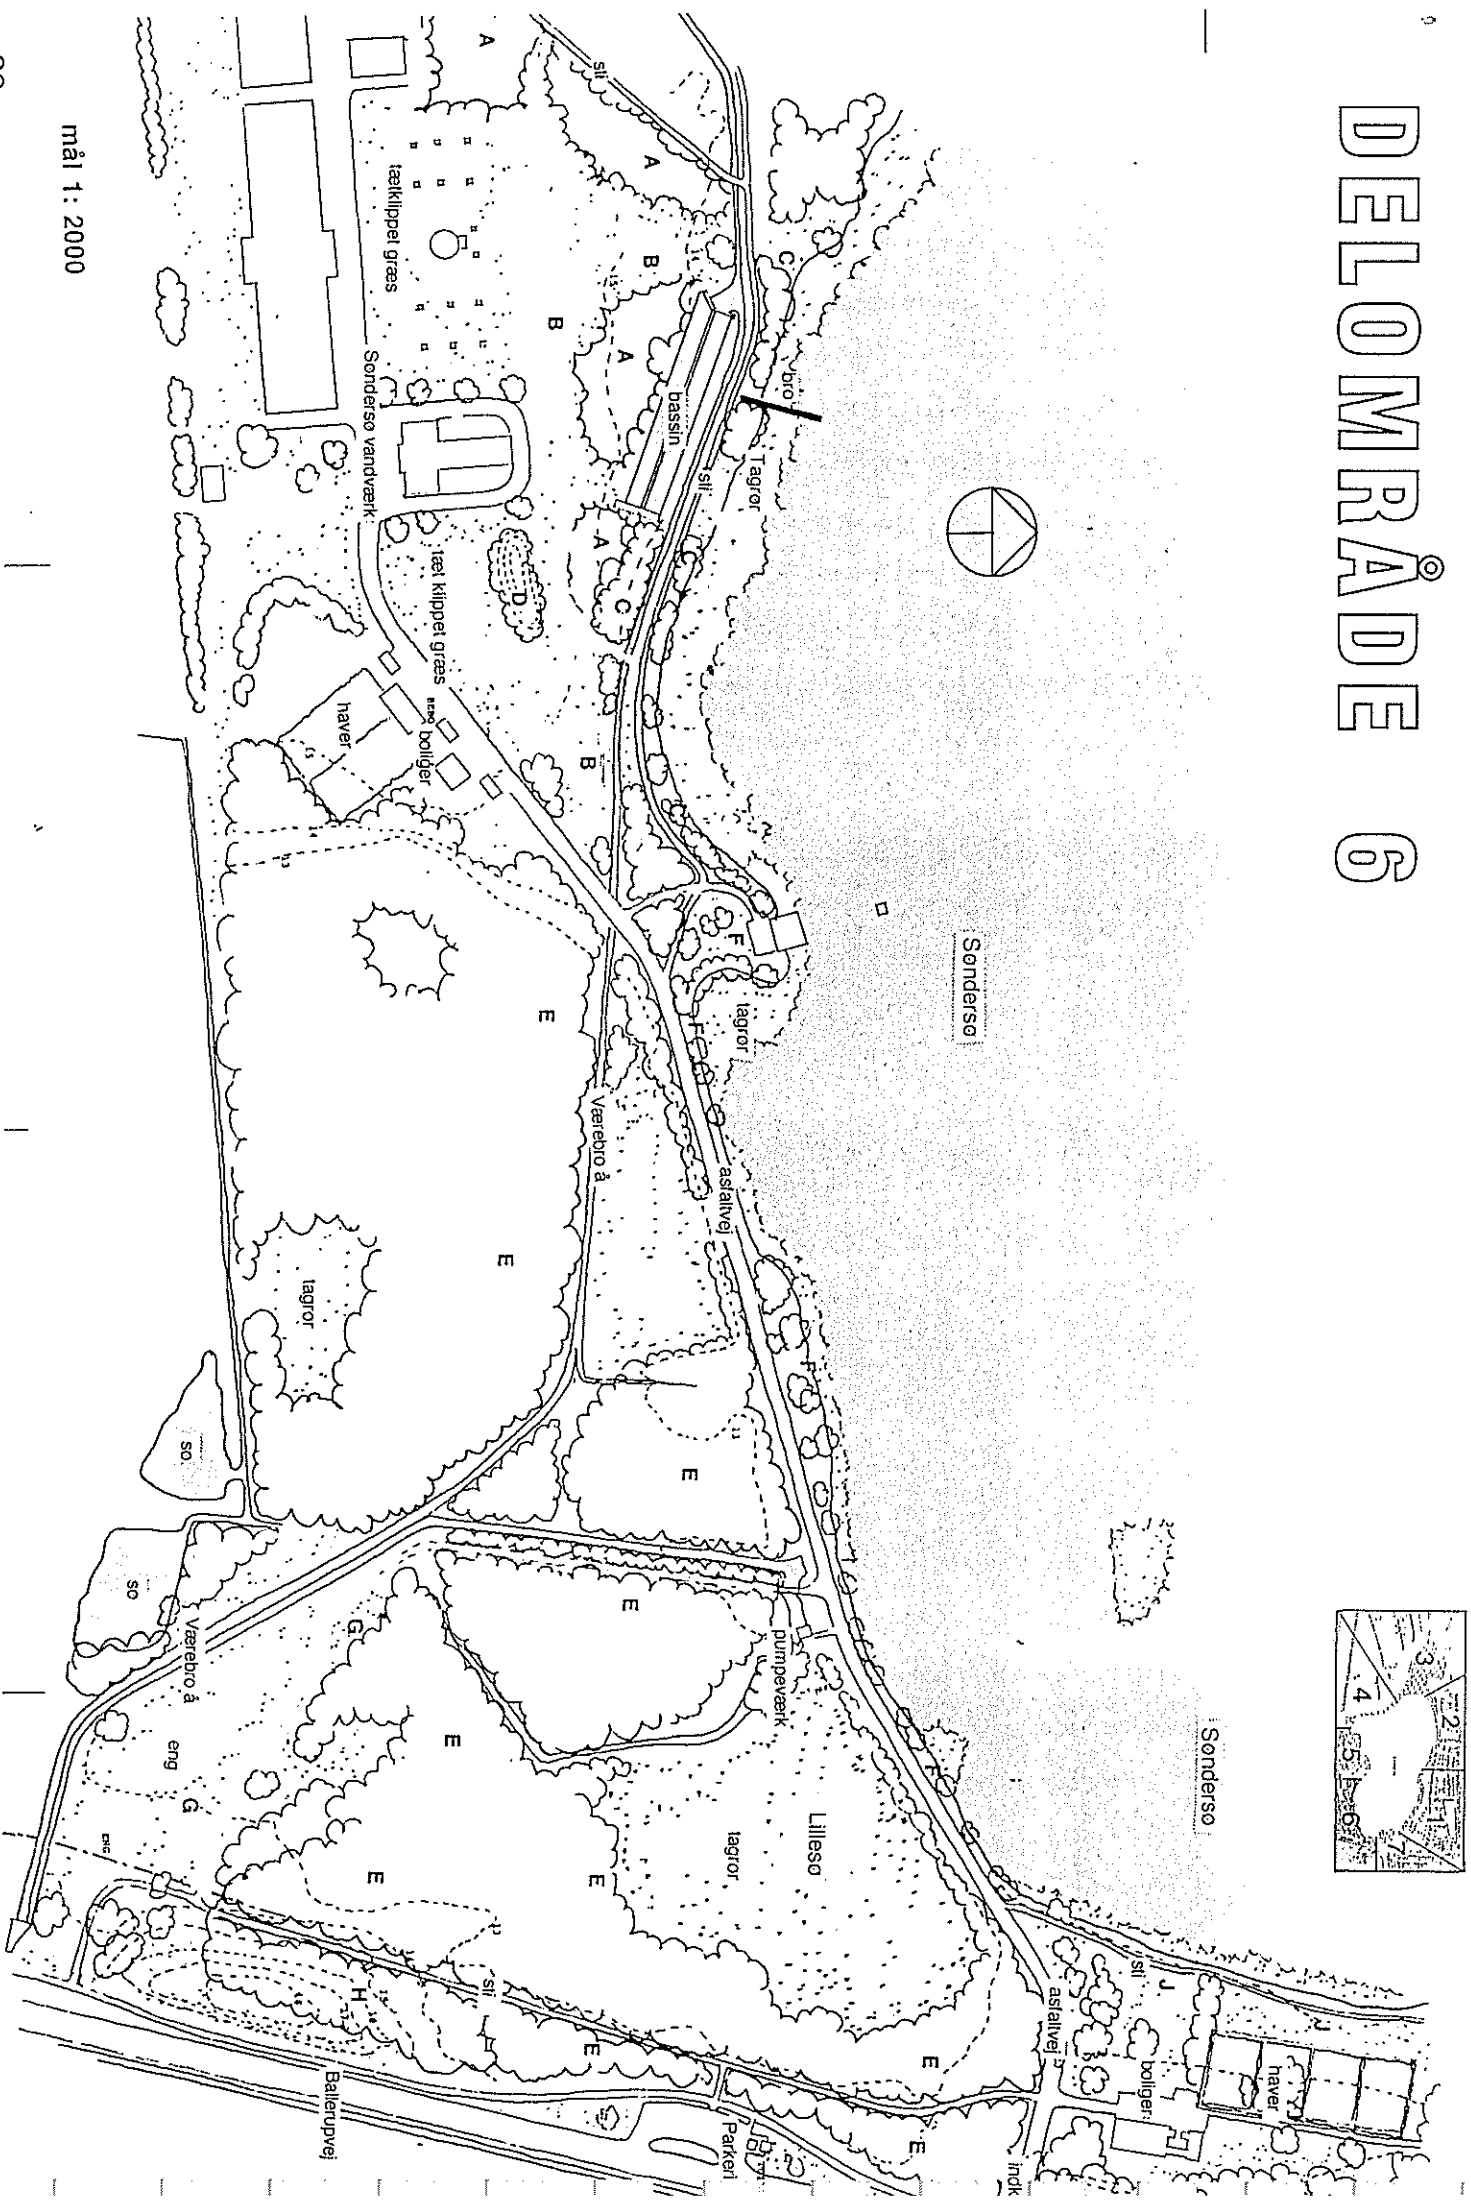 DELOMRÅDE 6
3
2
4
1
5
6
7
Søndersø
Søndersø
A
sti
A
C
bro
Tagrør
sti
B
A
B
bassin
tætklippet græs
Søndersø vandværk
A
C
C
D
tæt klippet græs
haver
boliger
B
F
tagrør
F
E
Værebro å
asfaltvej
E
tagrør
F
E
sø
sø
E
pumpeværk
G
Værebro å
eng
G
E
E
E
Lillesø
tagrør
F
sti
J
J
asfaltvej
boliger
haver
E
E
E
H
sti
Ballerupvej
Parkeri
indk
mål 1: 2000